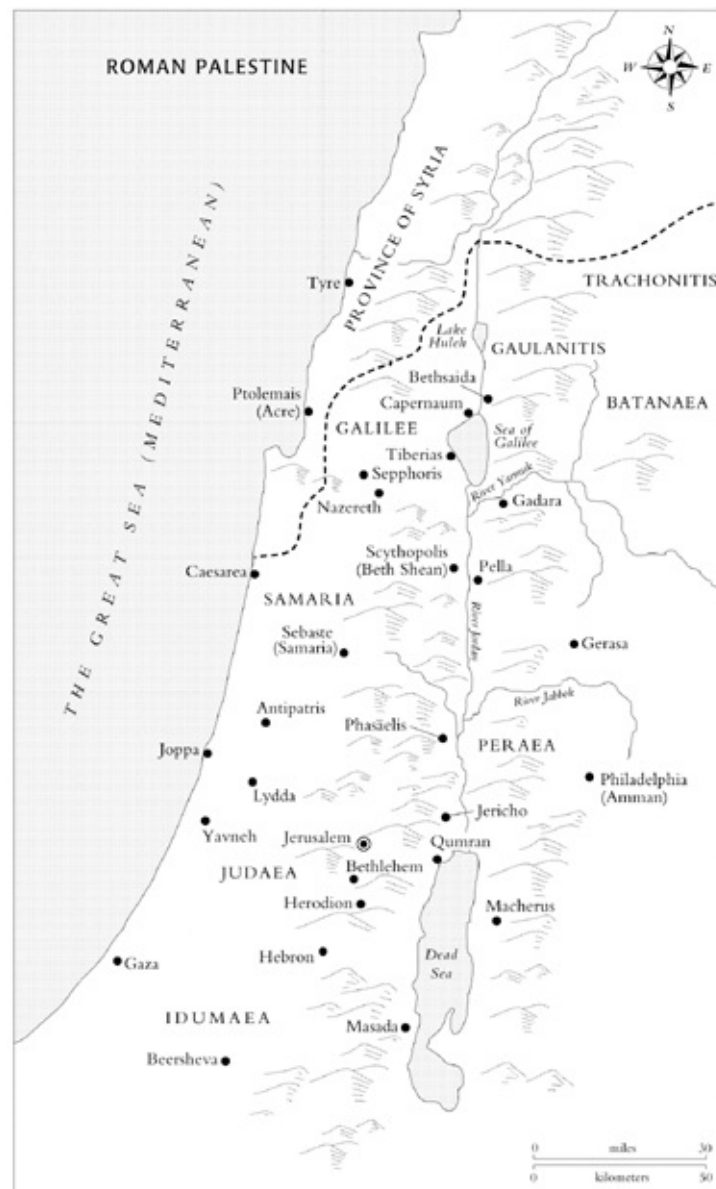 ROMAN PALESTINE
N
W E
S
THE GREAT SEA (MEDITERRANEAN)
PROVINCE OF SYRIA
Tyre
TRACHONITIS
Lake
Huleh
GAULANITIS
Bethsaida
Ptolemais
(Acre)
Capernaum
BATANAEA
GALILEE
Sea of
Galilee
Tiberias
Sepphoris
River Yarmuk
Nazereth
Gadara
Caesarea
Scythopolis
(Beth Shean)
Pella
SAMARIA
River Jordan
Sebaste
(Samaria)
Gerasa
River Jabbok
Antipatris
Phasaelis
PERAEA
Joppa
Lydda
Philadelphia
(Amman)
Yavneh
Jericho
Jerusalem
Qumran
JUDAEA
Bethlehem
Herodion
Macherus
Hebron
Dead
Sea
Gaza
IDUMAEA
Masada
Beersheva
0 miles 30
0 kilometers 50